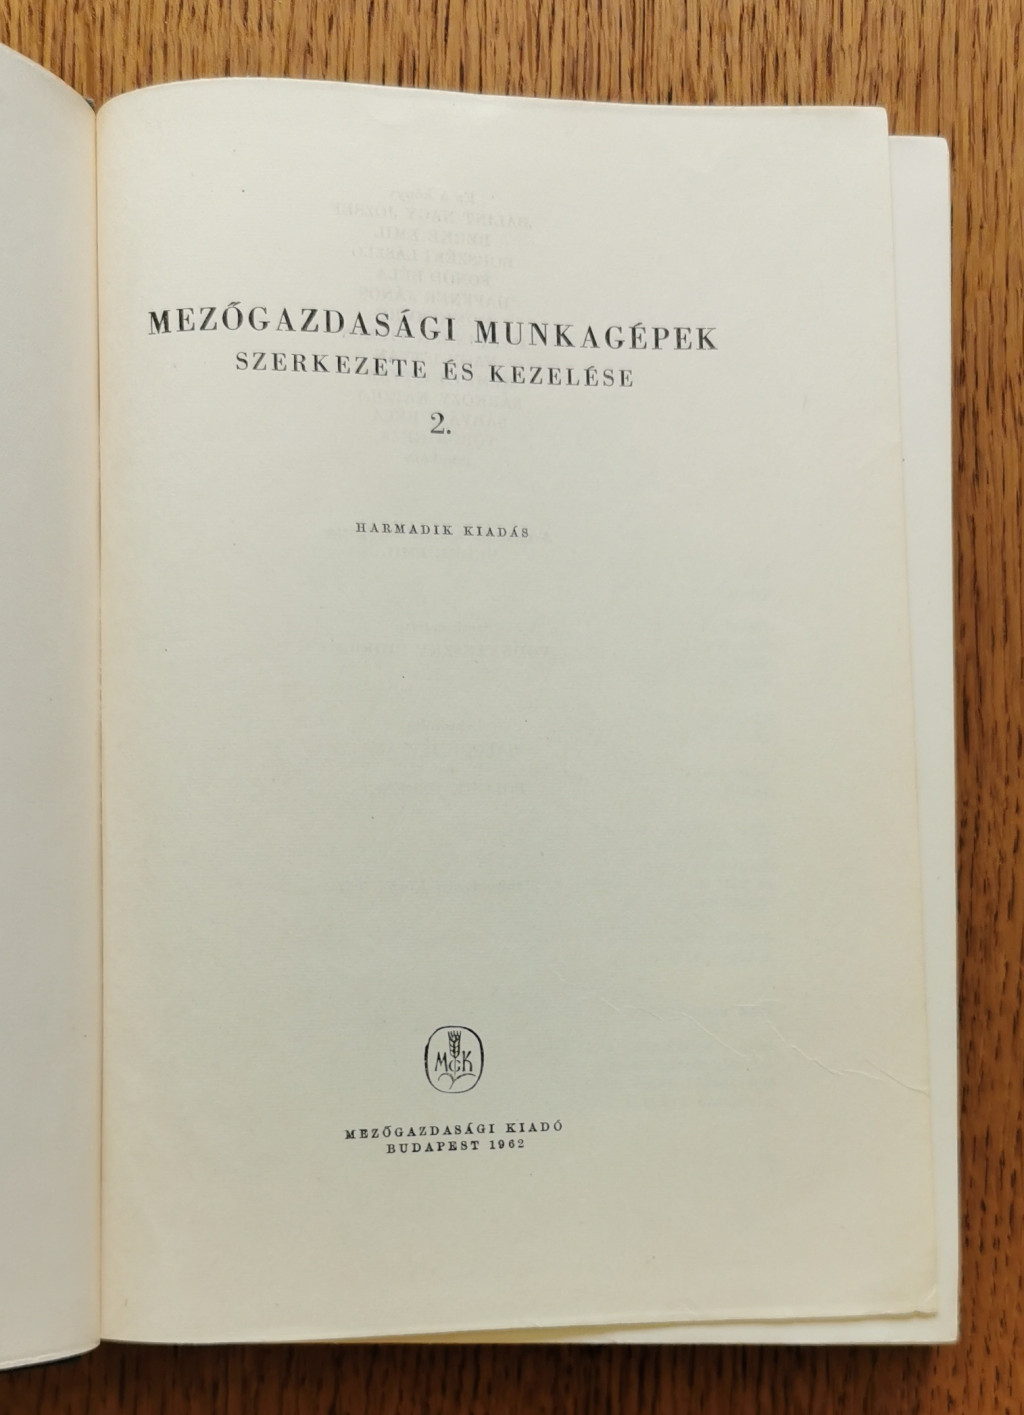 MEZŐGAZDASÁGI MUNKAGÉPEK
SZERKEZETE ÉS KEZELÉSE
2.
HARMADIK KIADÁS
MGK
MEZŐGAZDASÁGI KIADÓ
BUDAPEST 1962